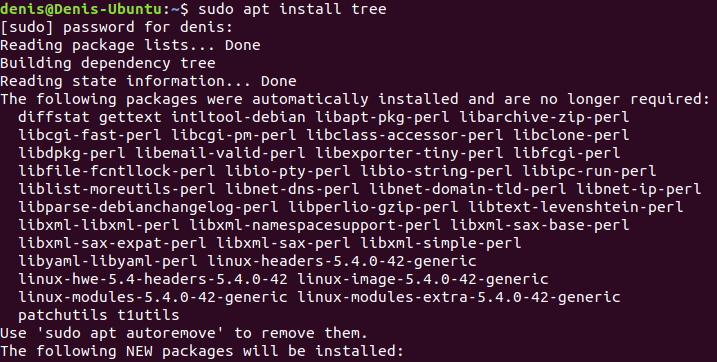 denis@Denis-Ubuntu:~$ sudo apt install tree
[sudo] password for denis:
Reading package lists... Done
Building dependency tree
Reading state information... Done
The following packages were automatically installed and are no longer required:
  diffstat gettext intltool-debian libapt-pkg-perl libarchive-zip-perl
  libcgi-fast-perl libcgi-pm-perl libclass-accessor-perl libclone-perl
  libdpkg-perl libemail-valid-perl libexporter-tiny-perl libfcgi-perl
  libfile-fcntllock-perl libio-pty-perl libio-string-perl libipc-run-perl
  liblist-moreutils-perl libnet-dns-perl libnet-domain-tld-perl libnet-ip-perl
  libparse-debianchangelog-perl libperlio-gzip-perl libtext-levenshtein-perl
  libxml-libxml-perl libxml-namespacesupport-perl libxml-sax-base-perl
  libxml-sax-expat-perl libxml-sax-perl libxml-simple-perl
  libyaml-libyaml-perl linux-headers-5.4.0-42-generic
  linux-hwe-5.4-headers-5.4.0-42 linux-image-5.4.0-42-generic
  linux-modules-5.4.0-42-generic linux-modules-extra-5.4.0-42-generic
  patchutils t1utils
Use 'sudo apt autoremove' to remove them.
The following NEW packages will be installed: